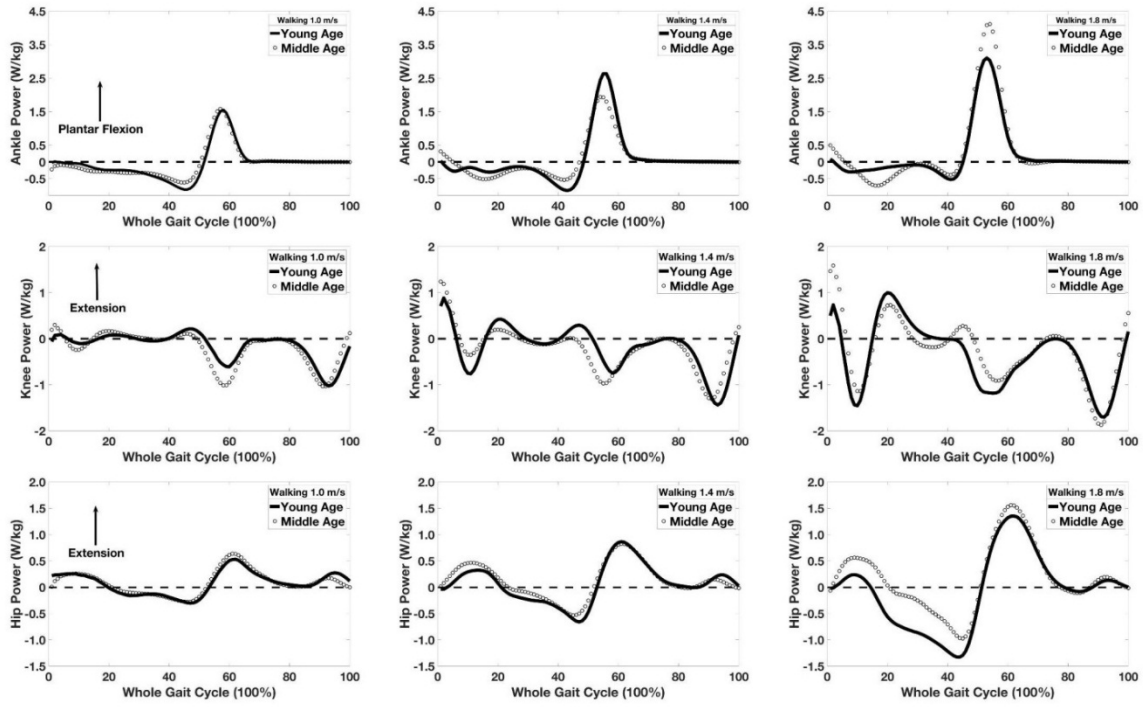 Ankle Power (W/kg)
4.5
3.5
2.5
1.5
0.5
0
-0.5
Plantar Flexion
Walking 1.0 m/s
Young Age
Middle Age
0 20 40 60 80 100
Whole Gait Cycle (100%)
Ankle Power (W/kg)
4.5
3.5
2.5
1.5
0.5
0
-0.5
Walking 1.4 m/s
Young Age
Middle Age
0 20 40 60 80 100
Whole Gait Cycle (100%)
Ankle Power (W/kg)
4.5
3.5
2.5
1.5
0.5
0
-0.5
Walking 1.8 m/s
Young Age
Middle Age
0 20 40 60 80 100
Whole Gait Cycle (100%)
Knee Power (W/kg)
2
1
0
-1
-2
Extension
Walking 1.0 m/s
Young Age
Middle Age
0 20 40 60 80 100
Whole Gait Cycle (100%)
Knee Power (W/kg)
2
1
0
-1
-2
Walking 1.4 m/s
Young Age
Middle Age
0 20 40 60 80 100
Whole Gait Cycle (100%)
Knee Power (W/kg)
2
1
0
-1
-2
Walking 1.8 m/s
Young Age
Middle Age
0 20 40 60 80 100
Whole Gait Cycle (100%)
Hip Power (W/kg)
2.0
1.5
1.0
0.5
0
-0.5
-1.0
-1.5
Extension
Walking 1.0 m/s
Young Age
Middle Age
0 20 40 60 80 100
Whole Gait Cycle (100%)
Hip Power (W/kg)
2.0
1.5
1.0
0.5
0
-0.5
-1.0
-1.5
Walking 1.4 m/s
Young Age
Middle Age
0 20 40 60 80 100
Whole Gait Cycle (100%)
Hip Power (W/kg)
2.0
1.5
1.0
0.5
0
-0.5
-1.0
-1.5
Walking 1.8 m/s
Young Age
Middle Age
0 20 40 60 80 100
Whole Gait Cycle (100%)